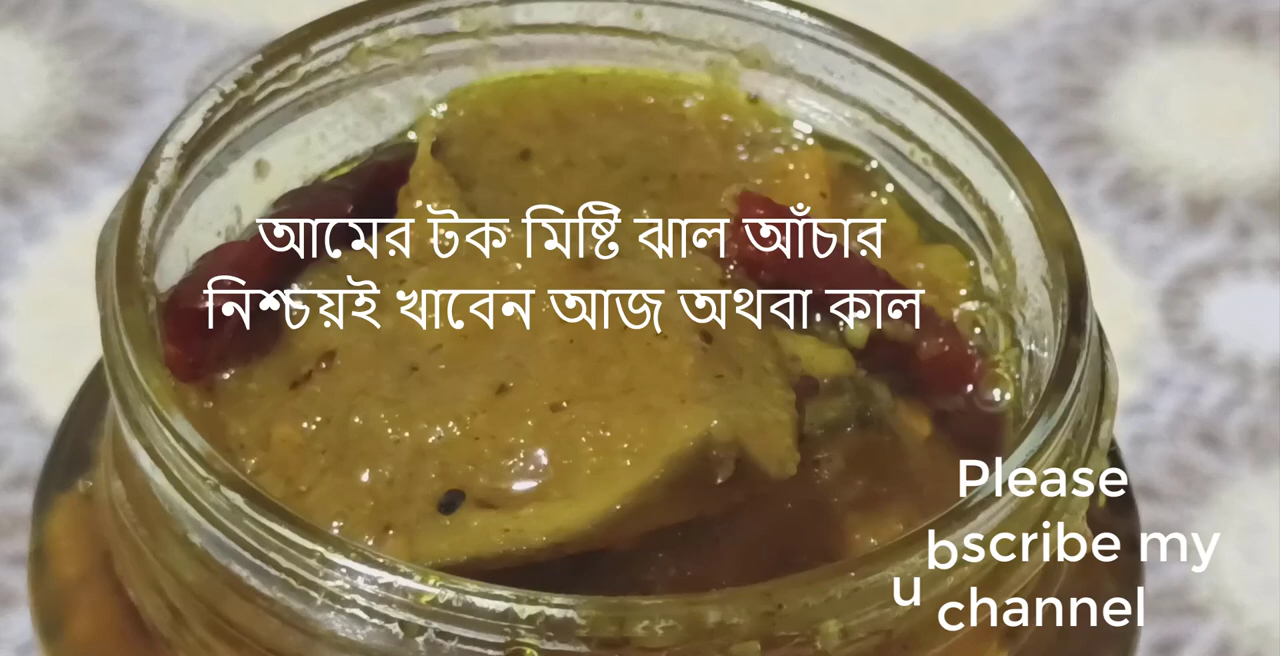 আমের টক মিষ্টি ঝাল আঁচার
নিশ্চয়ই খাবেন আজ অথবা কাল
Please
bscribe my
u channel